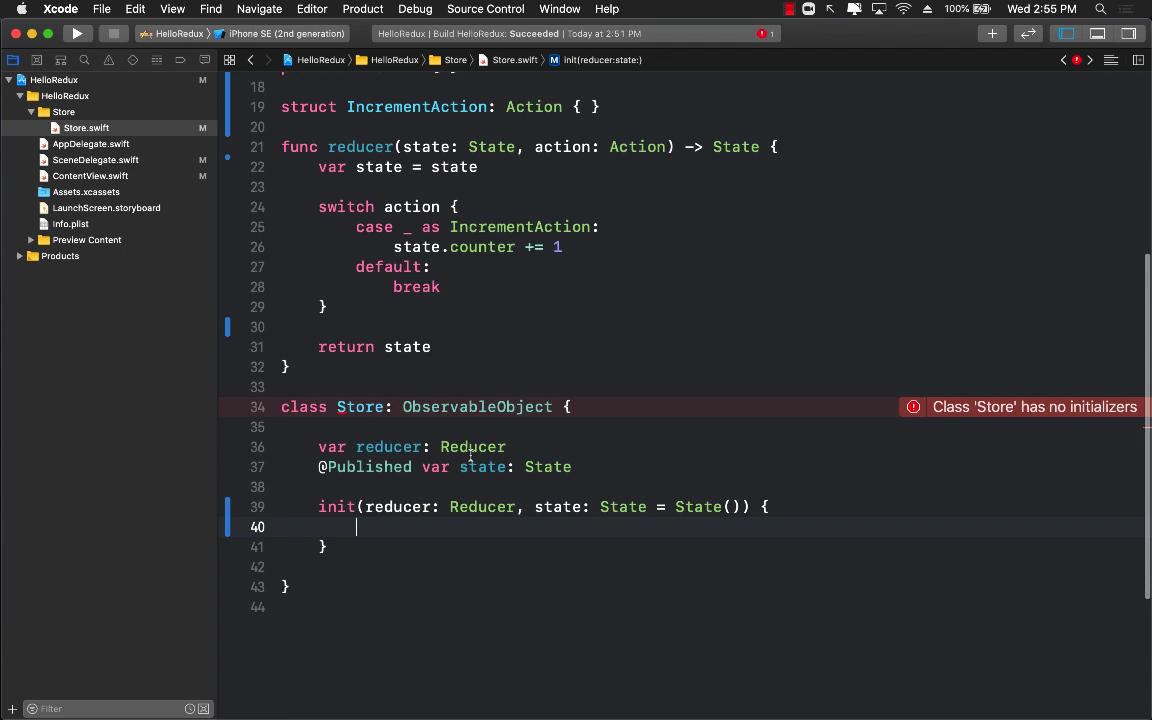 Xcode File Edit View Find Navigate Editor Product Debug Source Control Window Help 100% Wed 2:55 PM
HelloRedux iPhone SE (2nd generation) HelloRedux | Build HelloRedux: Succeeded | Today at 2:51 PM 1
HelloRedux HelloRedux Store Store.swift M init(reducer:state:)
HelloRedux M
HelloRedux
Store
Store.swift M
AppDelegate.swift
SceneDelegate.swift M
ContentView.swift M
Assets.xcassets
LaunchScreen.storyboard
Info.plist
Preview Content
Products
Filter
18
19 struct IncrementAction: Action { }
20
21 func reducer(state: State, action: Action) -> State {
22 var state = state
23
24 switch action {
25 case _ as IncrementAction:
26 state.counter += 1
27 default:
28 break
29 }
30
31 return state
32 }
33
34 class Store: ObservableObject { Class 'Store' has no initializers
35
36 var reducer: Reducer
37 @Published var state: State
38
39 init(reducer: Reducer, state: State = State()) {
40
41 }
42
43 }
44